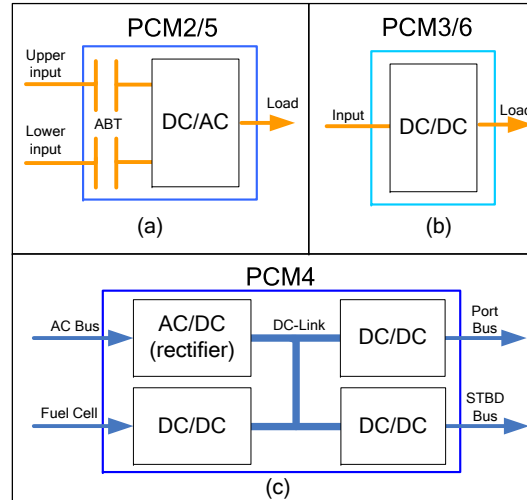 PCM2/5
Upper
input
Lower
input
ABT
DC/AC
Load
(a)
PCM3/6
Input
DC/DC
Load
(b)
PCM4
AC Bus
AC/DC
(rectifier)
DC-Link
DC/DC
Port
Bus
Fuel Cell
DC/DC
DC/DC
STBD
Bus
(c)